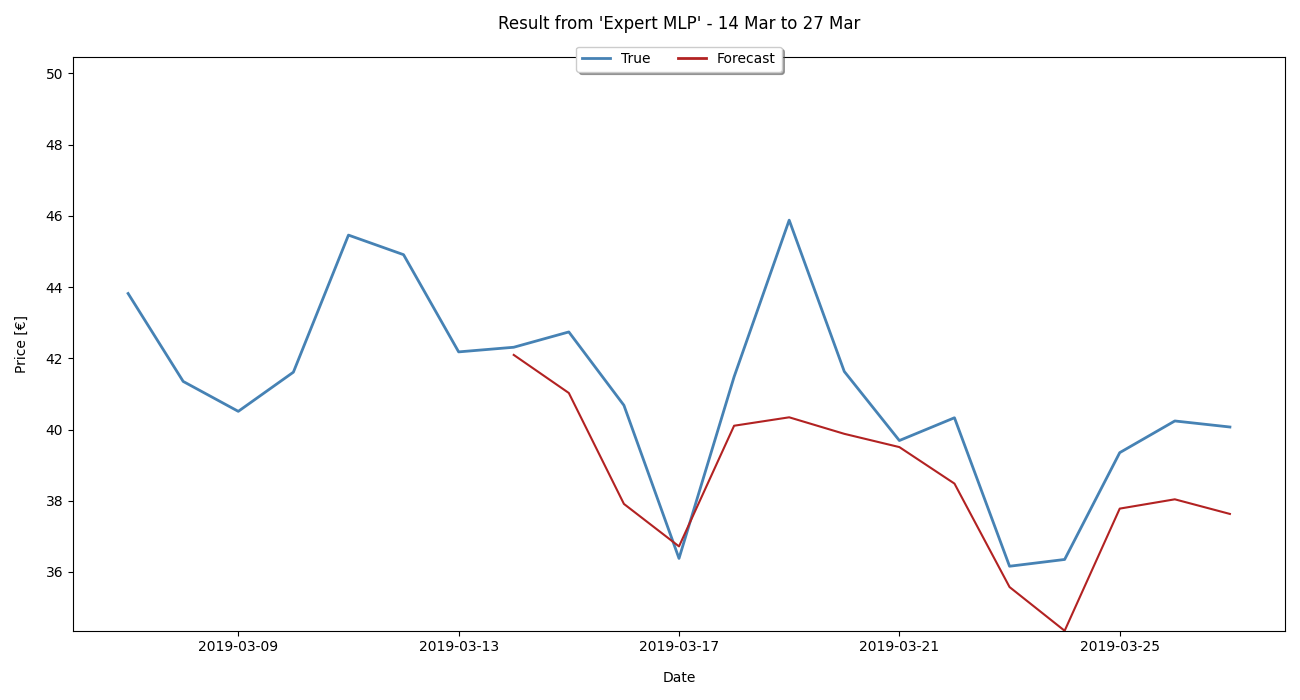 Result from 'Expert MLP' - 14 Mar to 27 Mar
True Forecast
50
48
46
44
42
40
38
36
Price [€]
2019-03-09 2019-03-13 2019-03-17 2019-03-21 2019-03-25
Date